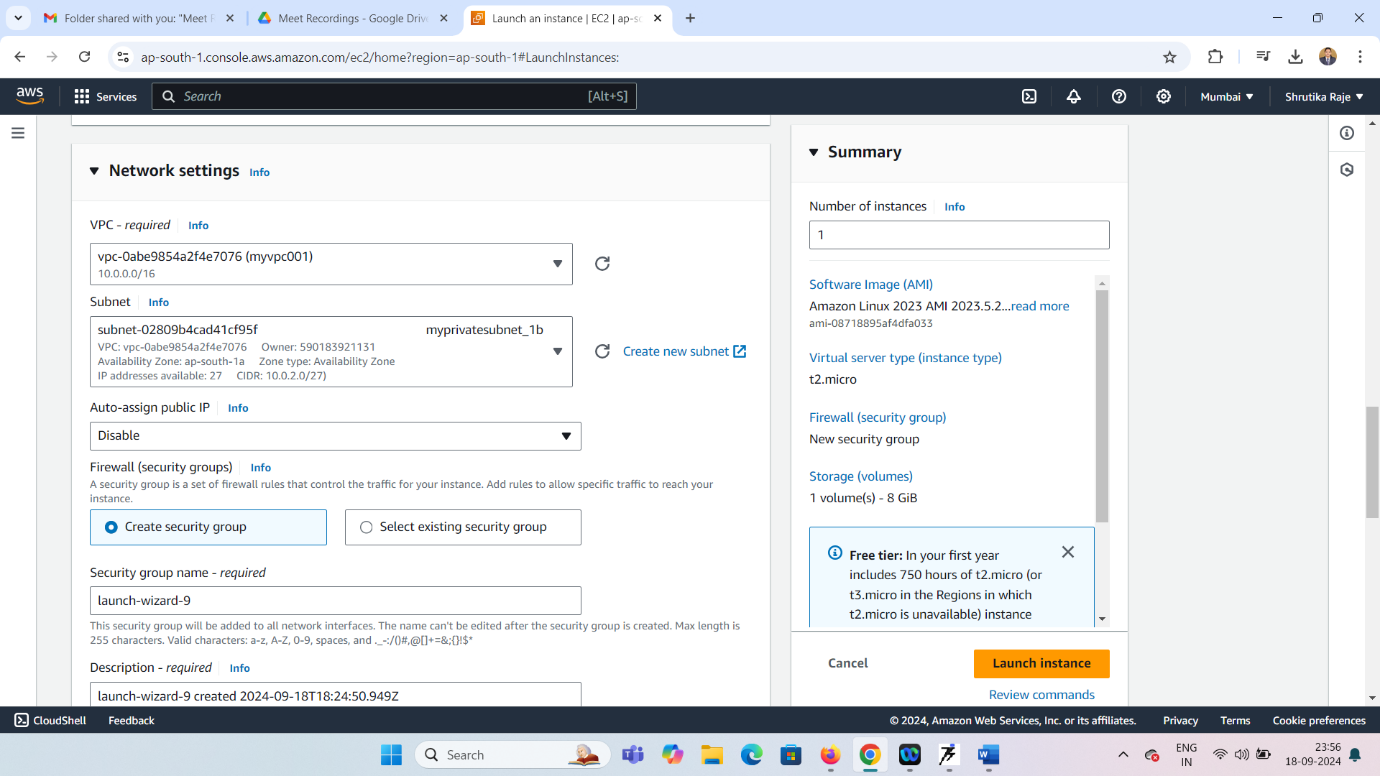 Folder shared with you: "Meet R
Meet Recordings - Google Drive
Launch an instance | EC2 | ap-so
ap-south-1.console.aws.amazon.com/ec2/home?region=ap-south-1#LaunchInstances:
aws
Services
Search
[Alt+S]
Mumbai
Shrutika Raje
Network settings Info
VPC - required Info
vpc-0abe9854a2f4e7076 (myvpc001)
10.0.0.0/16
Subnet Info
subnet-02809b4cad41cf95f myprivatesubnet_1b
VPC: vpc-0abe9854a2f4e7076 Owner: 590183921131
Availability Zone: ap-south-1a Zone type: Availability Zone
IP addresses available: 27 CIDR: 10.0.2.0/27)
Create new subnet
Auto-assign public IP Info
Disable
Firewall (security groups) Info
A security group is a set of firewall rules that control the traffic for your instance. Add rules to allow specific traffic to reach your
instance.
Create security group
Select existing security group
Security group name - required
launch-wizard-9
This security group will be added to all network interfaces. The name can't be edited after the security group is created. Max length is
255 characters. Valid characters: a-z, A-Z, 0-9, spaces, and ._-:/()#,@[]+=&;{}!$*
Description - required Info
launch-wizard-9 created 2024-09-18T18:24:50.949Z
Summary
Number of instances Info
1
Software Image (AMI)
Amazon Linux 2023 AMI 2023.5.2...read more
ami-08718895af4dfa033
Virtual server type (instance type)
t2.micro
Firewall (security group)
New security group
Storage (volumes)
1 volume(s) - 8 GiB
Free tier: In your first year
includes 750 hours of t2.micro (or
t3.micro in the Regions in which
t2.micro is unavailable) instance
Cancel
Launch instance
Review commands
CloudShell
Feedback
© 2024, Amazon Web Services, Inc. or its affiliates.
Privacy
Terms
Cookie preferences
Search
ENG
IN
23:56
18-09-2024